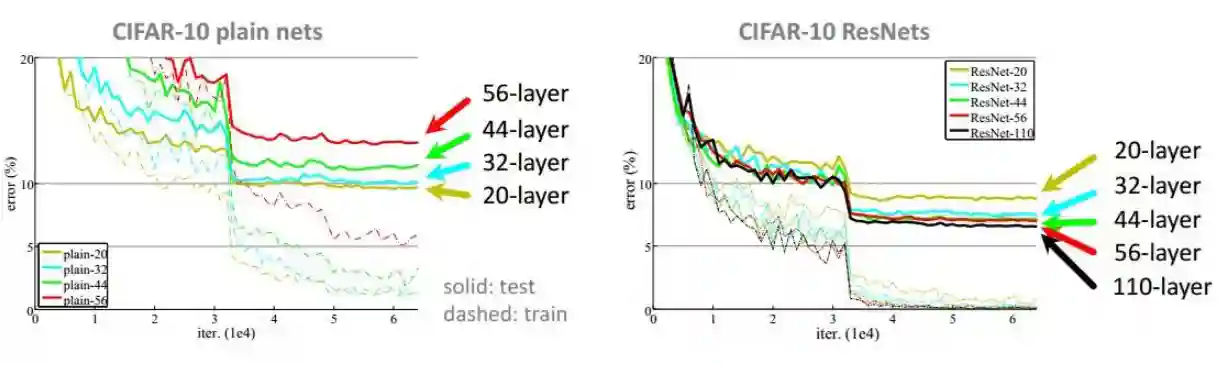 CIFAR-10 plain nets
20
10
5
0
error (%)
plain-20
plain-32
plain-44
plain-56
0
1
2
3
4
5
6
iter. (1e4)
56-layer
44-layer
32-layer
20-layer
solid: test
dashed: train
CIFAR-10 ResNets
20
10
5
0
error (%)
ResNet-20
ResNet-32
ResNet-44
ResNet-56
ResNet-110
0
1
2
3
4
5
6
iter. (1e4)
20-layer
32-layer
44-layer
56-layer
110-layer